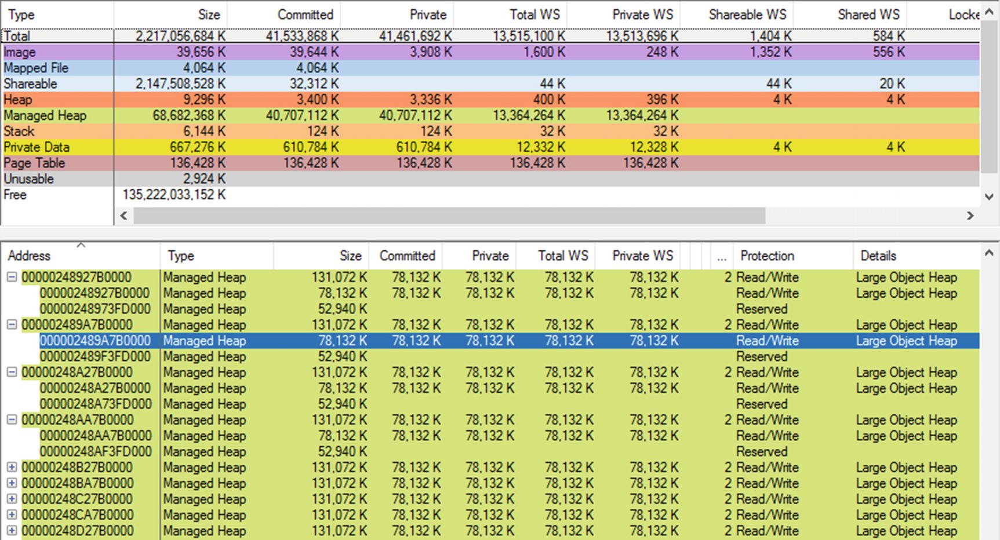 Type Size Committed Private Total WS Private WS Shareable WS Shared WS Locke
Total 2,217,056,684 K 41,533,868 K 41,461,692 K 13,515,100 K 13,513,696 K 1,404 K 584 K
Image 39,656 K 39,644 K 3,908 K 1,600 K 248 K 1,352 K 556 K
Mapped File 4,064 K 4,064 K
Shareable 2,147,508,528 K 32,312 K 44 K 44 K 20 K
Heap 9,296 K 3,400 K 3,336 K 400 K 396 K 4 K 4 K
Managed Heap 68,682,368 K 40,707,112 K 40,707,112 K 13,364,264 K 13,364,264 K
Stack 6,144 K 124 K 124 K 32 K 32 K
Private Data 667,276 K 610,784 K 610,784 K 12,332 K 12,328 K 4 K 4 K
Page Table 136,428 K 136,428 K 136,428 K 136,428 K 136,428 K
Unusable 2,924 K
Free 135,222,033,152 K
Address Type Size Committed Private Total WS Private WS ... Protection Details
00000248927B0000 Managed Heap 131,072 K 78,132 K 78,132 K 78,132 K 78,132 K 2 Read/Write Large Object Heap
00000248927B0000 Managed Heap 78,132 K 78,132 K 78,132 K 78,132 K 78,132 K Read/Write Large Object Heap
00000248973FD000 Managed Heap 52,940 K Reserved
000002489A7B0000 Managed Heap 131,072 K 78,132 K 78,132 K 78,132 K 78,132 K 2 Read/Write Large Object Heap
000002489A7B0000 Managed Heap 78,132 K 78,132 K 78,132 K 78,132 K 78,132 K Read/Write Large Object Heap
000002489F3FD000 Managed Heap 52,940 K Reserved
00000248A27B0000 Managed Heap 131,072 K 78,132 K 78,132 K 78,132 K 78,132 K 2 Read/Write Large Object Heap
00000248A27B0000 Managed Heap 78,132 K 78,132 K 78,132 K 78,132 K 78,132 K Read/Write Large Object Heap
00000248A73FD000 Managed Heap 52,940 K Reserved
00000248AA7B0000 Managed Heap 131,072 K 78,132 K 78,132 K 78,132 K 78,132 K 2 Read/Write Large Object Heap
00000248AA7B0000 Managed Heap 78,132 K 78,132 K 78,132 K 78,132 K 78,132 K Read/Write Large Object Heap
00000248AF3FD000 Managed Heap 52,940 K Reserved
00000248B27B0000 Managed Heap 131,072 K 78,132 K 78,132 K 78,132 K 78,132 K 2 Read/Write Large Object Heap
00000248BA7B0000 Managed Heap 131,072 K 78,132 K 78,132 K 78,132 K 78,132 K 2 Read/Write Large Object Heap
00000248C27B0000 Managed Heap 131,072 K 78,132 K 78,132 K 78,132 K 78,132 K 2 Read/Write Large Object Heap
00000248CA7B0000 Managed Heap 131,072 K 78,132 K 78,132 K 78,132 K 78,132 K 2 Read/Write Large Object Heap
00000248D27B0000 Managed Heap 131,072 K 78,132 K 78,132 K 78,132 K 78,132 K 2 Read/Write Large Object Heap